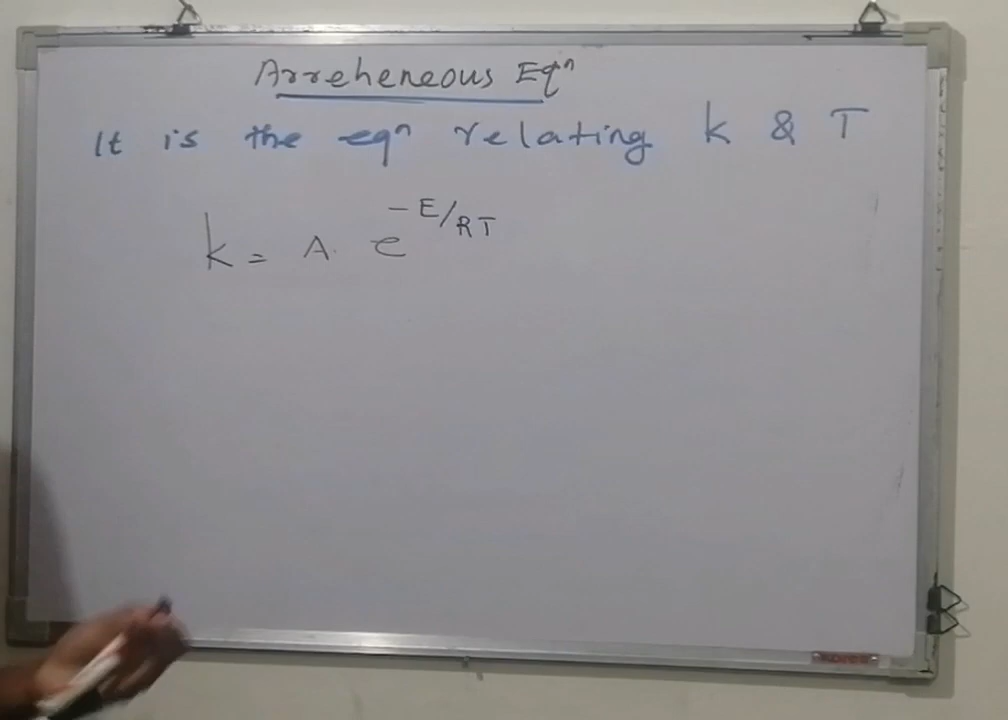 Arreheneous Eqⁿ
It is the eqⁿ relating k & T
k = A. e^-E/RT